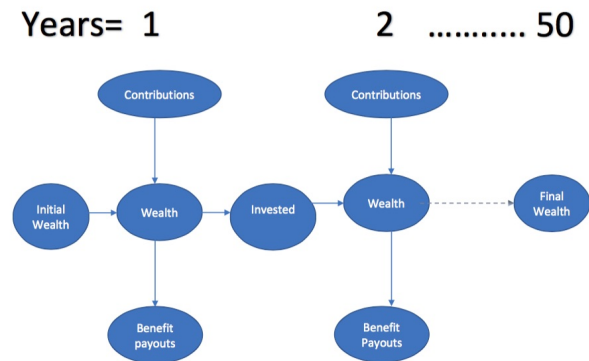 Years= 1 2 ........... 50
Contributions Contributions
Initial
Wealth
Wealth
Invested
Wealth
Final
Wealth
Benefit
payouts
Benefit
Payouts